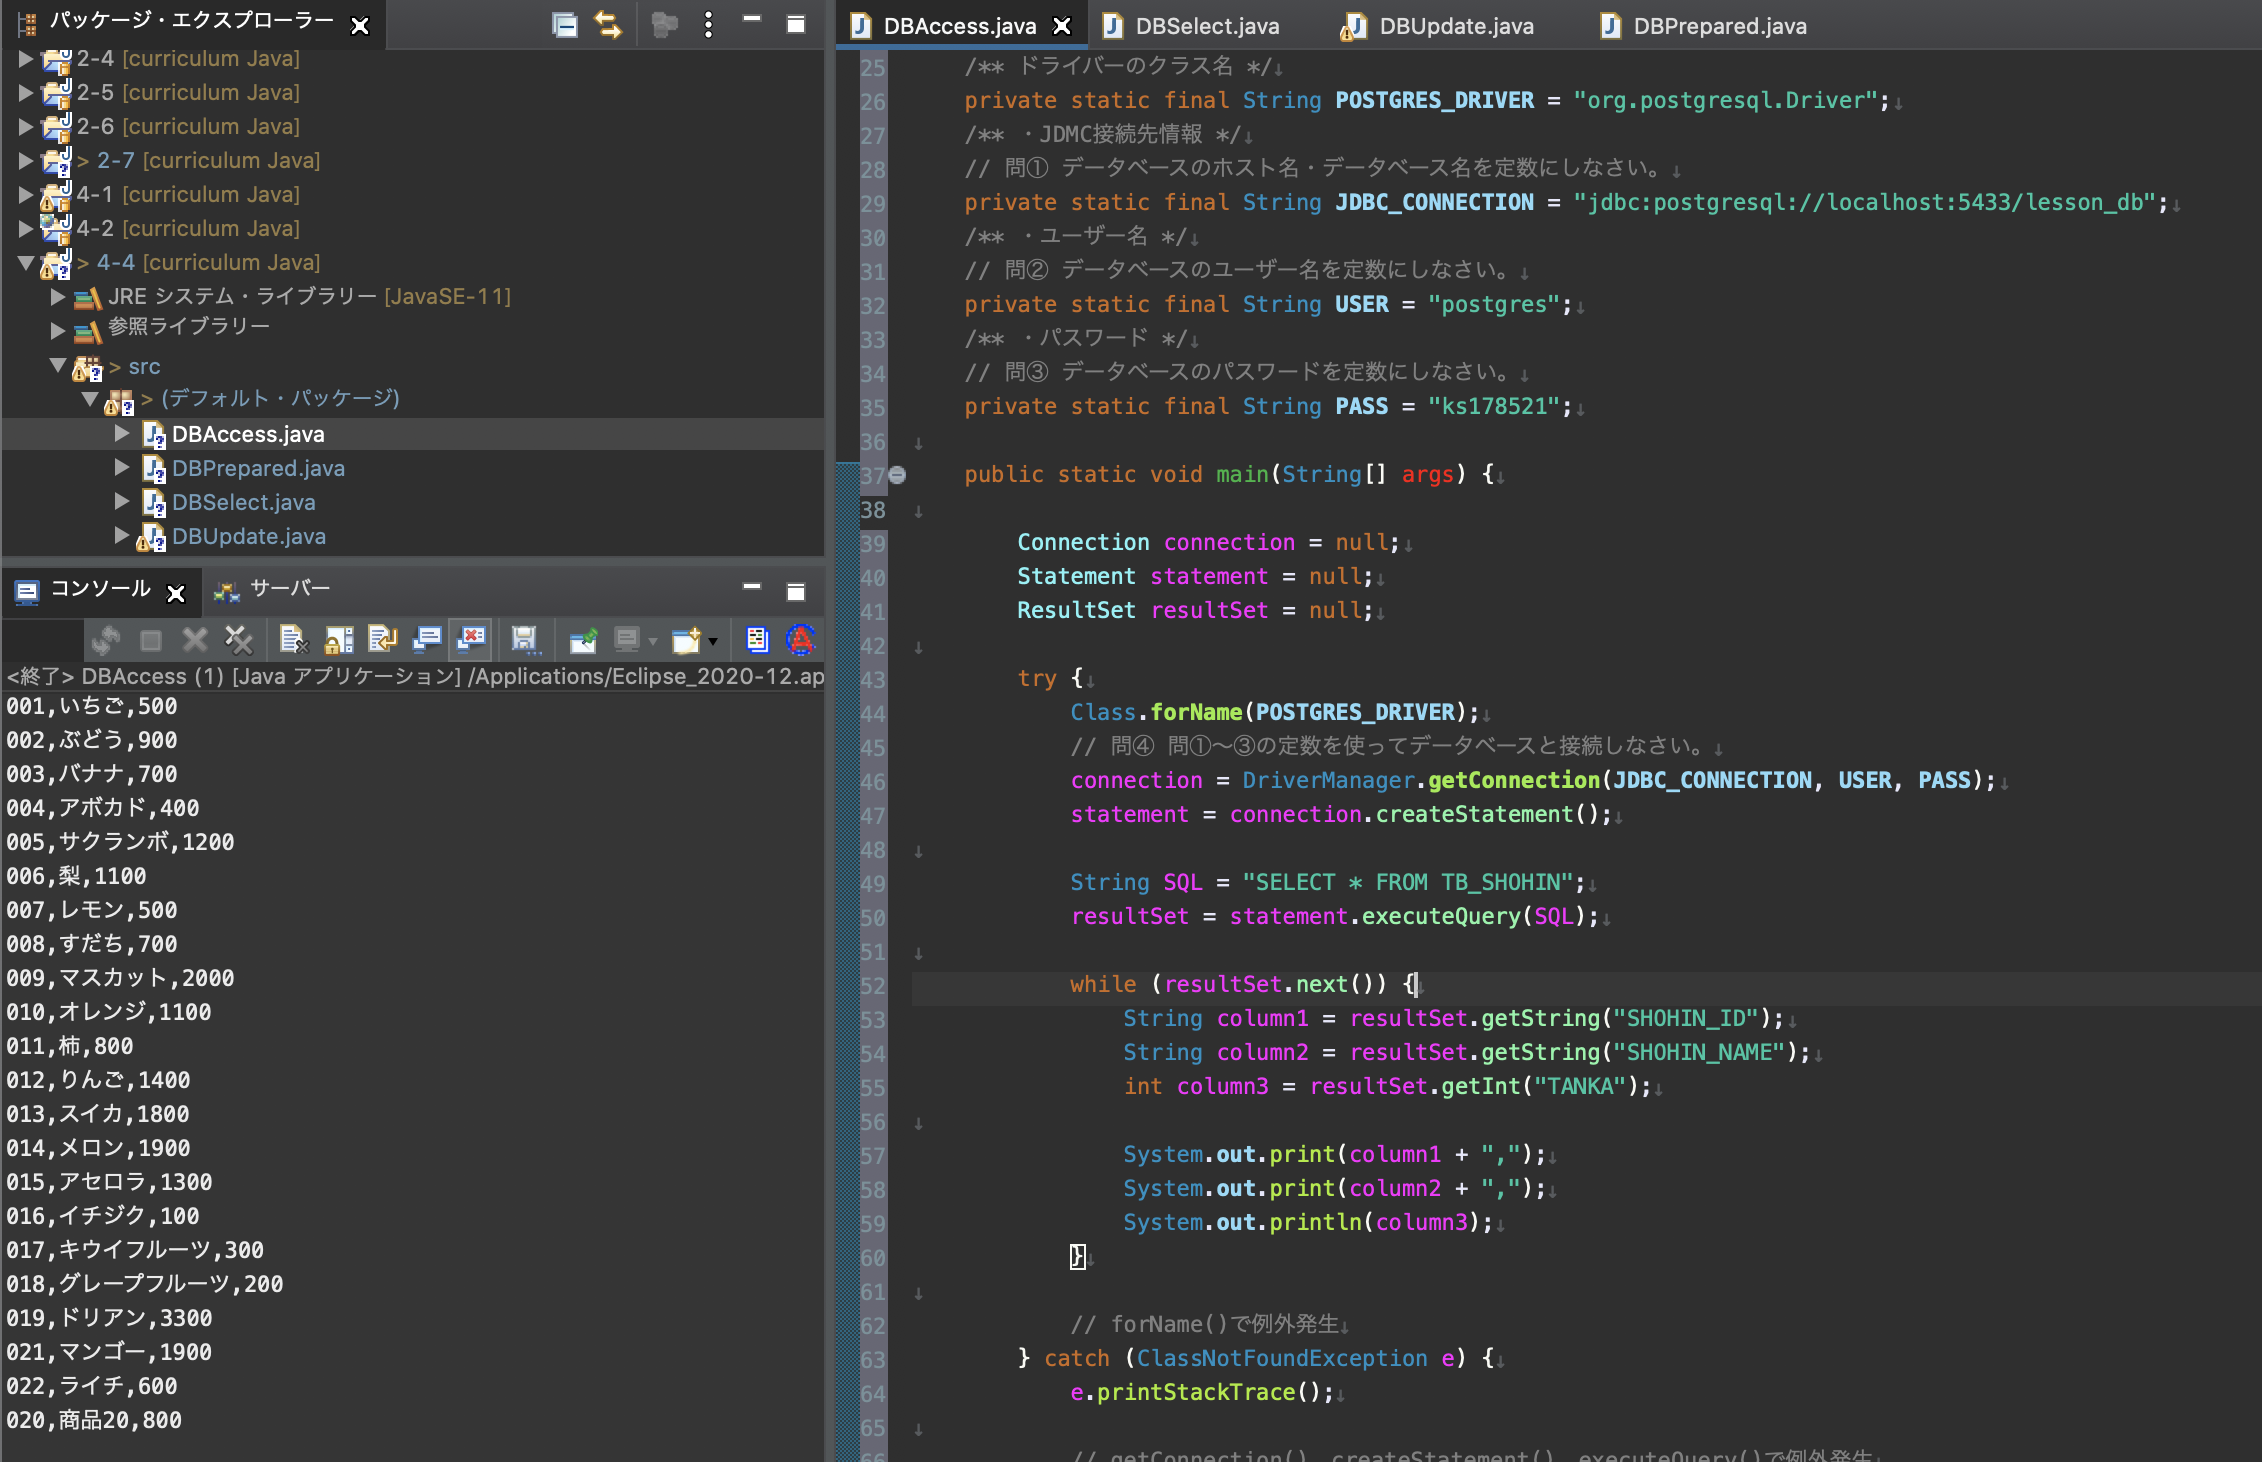 パッケージ・エクスプローラー
2-4 [curriculum Java]
2-5 [curriculum Java]
2-6 [curriculum Java]
> 2-7 [curriculum Java]
4-1 [curriculum Java]
4-2 [curriculum Java]
> 4-4 [curriculum Java]
JRE システム・ライブラリー [JavaSE-11]
参照ライブラリー
> src
> (デフォルト・パッケージ)
DBAccess.java
DBPrepared.java
DBSelect.java
DBUpdate.java
コンソール サーバー
<終了> DBAccess (1) [Java アプリケーション] /Applications/Eclipse_2020-12.ap
001,いちご,500
002,ぶどう,900
003,バナナ,700
004,アボカド,400
005,サクランボ,1200
006,梨,1100
007,レモン,500
008,すだち,700
009,マスカット,2000
010,オレンジ,1100
011,柿,800
012,りんご,1400
013,スイカ,1800
014,メロン,1900
015,アセロラ,1300
016,イチジク,100
017,キウイフルーツ,300
018,グレープフルーツ,200
019,ドリアン,3300
021,マンゴー,1900
022,ライチ,600
020,商品20,800
DBAccess.java DBSelect.java DBUpdate.java DBPrepared.java
25 /** ドライバーのクラス名 */↓
26 private static final String POSTGRES_DRIVER = "org.postgresql.Driver";↓
27 /** ・JDMC接続先情報 */↓
28 // 問① データベースのホスト名・データベース名を定数にしなさい。↓
29 private static final String JDBC_CONNECTION = "jdbc:postgresql://localhost:5433/lesson_db";↓
30 /** ・ユーザー名 */↓
31 // 問② データベースのユーザー名を定数にしなさい。↓
32 private static final String USER = "postgres";↓
33 /** ・パスワード */↓
34 // 問③ データベースのパスワードを定数にしなさい。↓
35 private static final String PASS = "ks178521";↓
36 ↓
37 public static void main(String[] args) {↓
38 ↓
39 Connection connection = null;↓
40 Statement statement = null;↓
41 ResultSet resultSet = null;↓
42 ↓
43 try {↓
44 Class.forName(POSTGRES_DRIVER);↓
45 // 問④ 問①〜③の定数を使ってデータベースと接続しなさい。↓
46 connection = DriverManager.getConnection(JDBC_CONNECTION, USER, PASS);↓
47 statement = connection.createStatement();↓
48 ↓
49 String SQL = "SELECT * FROM TB_SHOHIN";↓
50 resultSet = statement.executeQuery(SQL);↓
51 ↓
52 while (resultSet.next()) {↓
53 String column1 = resultSet.getString("SHOHIN_ID");↓
54 String column2 = resultSet.getString("SHOHIN_NAME");↓
55 int column3 = resultSet.getInt("TANKA");↓
56 ↓
57 System.out.print(column1 + ",");↓
58 System.out.print(column2 + ",");↓
59 System.out.println(column3);↓
60 }↓
61 ↓
62 // forName()で例外発生↓
63 } catch (ClassNotFoundException e) {↓
64 e.printStackTrace();↓
65 ↓
66 // getConnection()、createStatement()、executeQuery()で例外発生↓